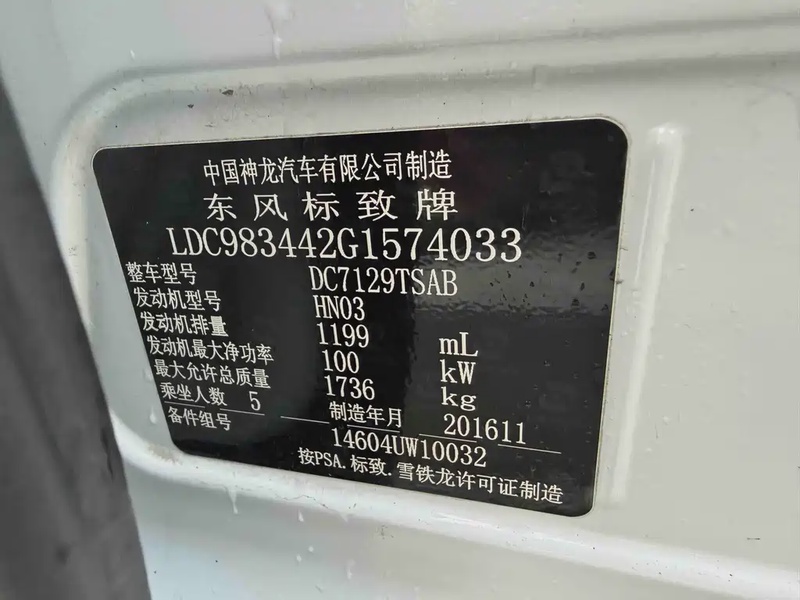 中国神龙汽车有限公司制造
东风标致牌
LDC983442G1574033
整车型号 DC7129TSAB
发动机型号 HN03
发动机排量 1199 mL
发动机最大净功率 100 kW
最大允许总质量 1736 kg
乘坐人数 5 制造年月 201611
备件组号 14604UW10032
按PSA.标致.雪铁龙许可证制造